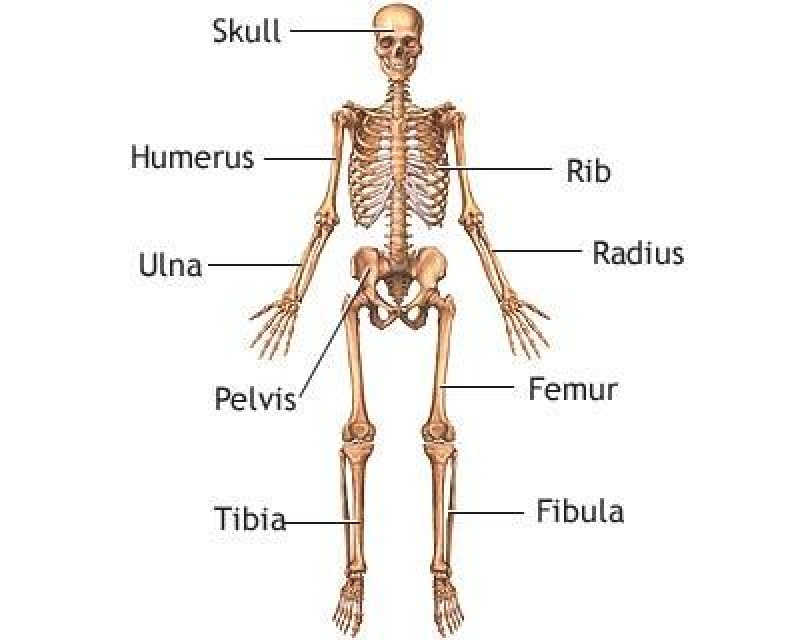 Skull
Humerus
Rib
Ulna
Radius
Pelvis
Femur
Tibia
Fibula